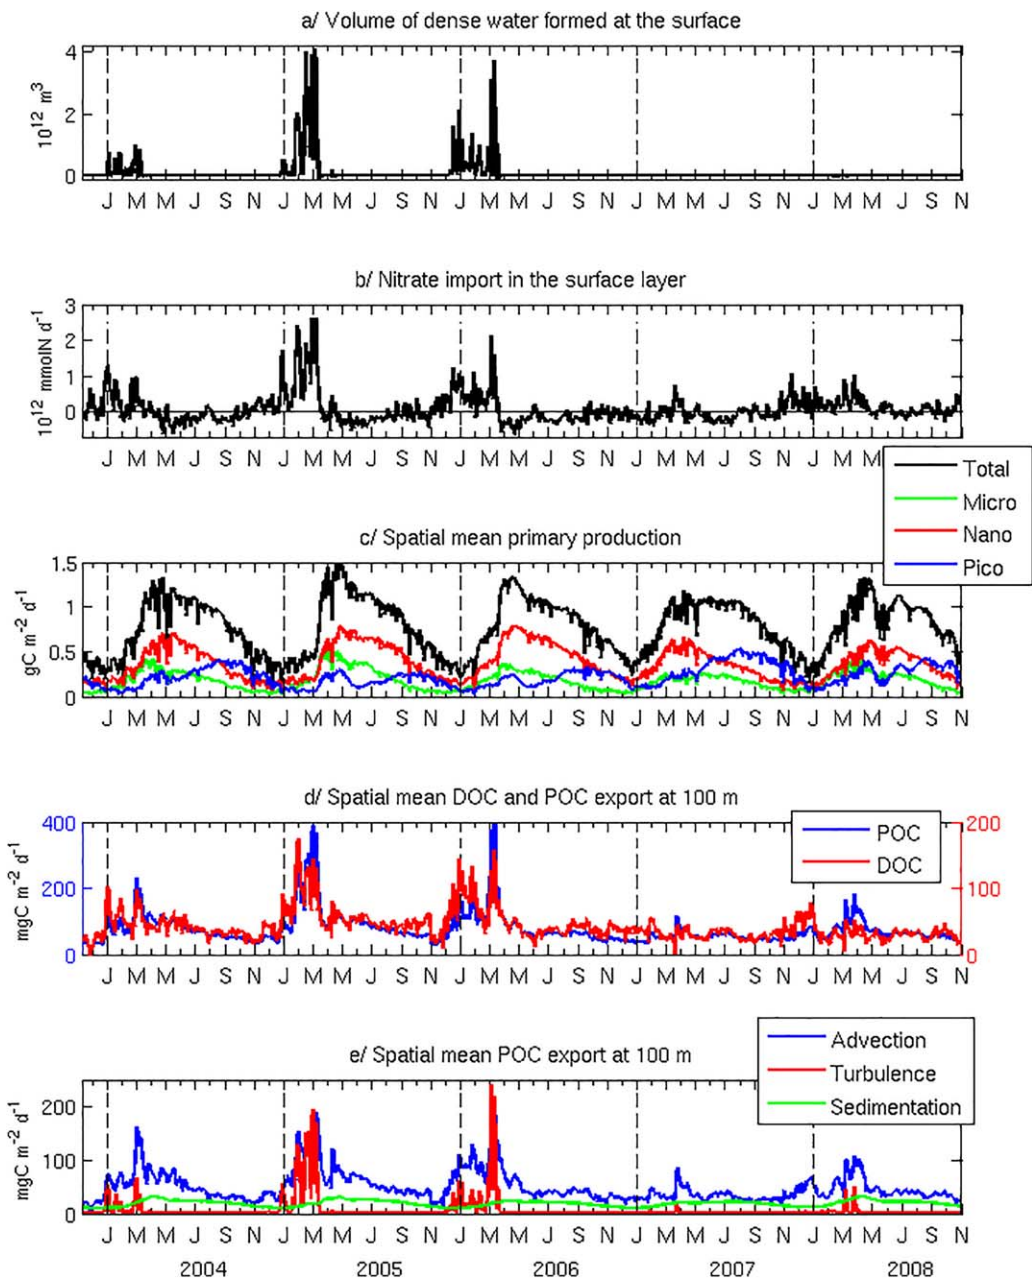 a/ Volume of dense water formed at the surface
4
2
0
10¹² m³
J M M J S N J M M J S N J M M J S N J M M J S N J M M J S N
b/ Nitrate import in the surface layer
3
2
1
0
10¹² mmolN d⁻¹
J M M J S N J M M J S N J M M J S N J M M J S N J M M
Total
Micro
Nano
Pico
c/ Spatial mean primary production
1.5
1
0.5
0
gC m⁻² d⁻¹
J M M J S N J M M J S N J M M J S N J M M J S N J M M J S N
d/ Spatial mean DOC and POC export at 100 m
400
200
0
mgC m⁻² d⁻¹
POC
DOC
200
100
0
J M M J S N J M M J S N J M M J S N J M M J S N J M M J S N
e/ Spatial mean POC export at 100 m
Advection
Turbulence
Sedimentation
200
100
0
mgC m⁻² d⁻¹
J M M J S N J M M J S N J M M J S N J M M J S N J M M J S N
2004 2005 2006 2007 2008